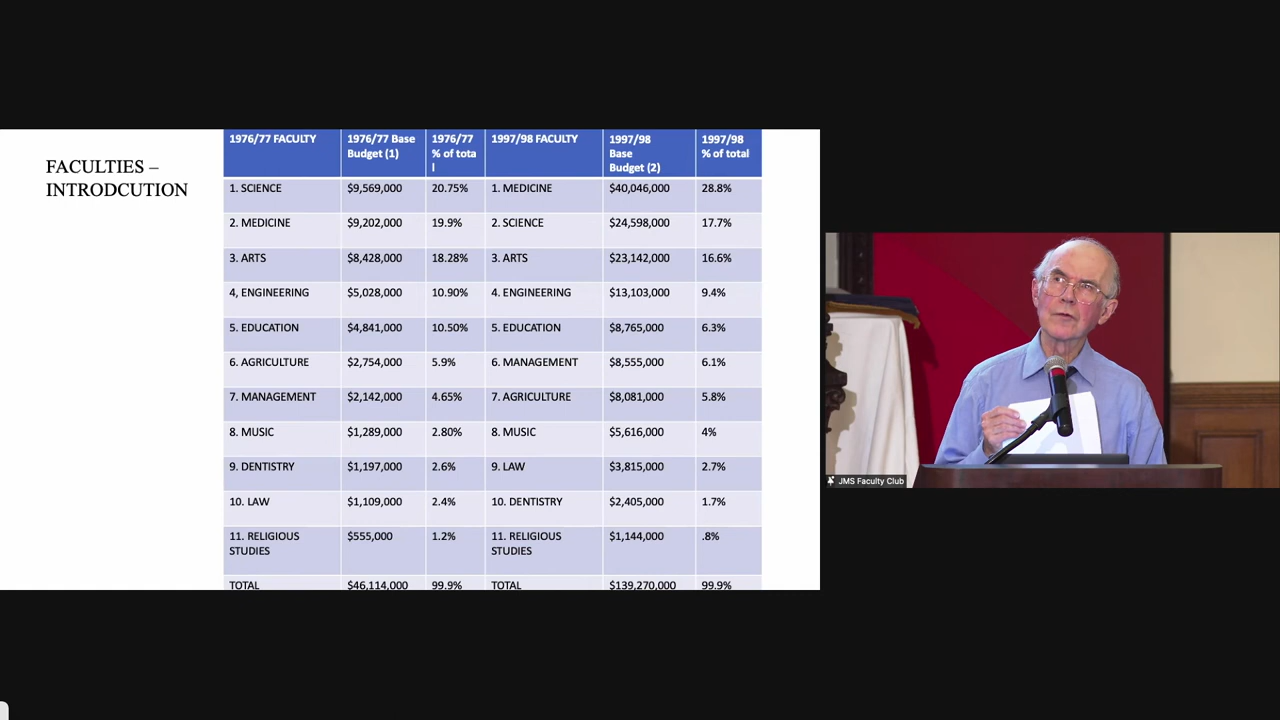 FACULTIES –
INTRODCUTION
1976/77 FACULTY 1976/77 Base Budget (1) 1976/77 % of tota l 1997/98 FACULTY 1997/98 Base Budget (2) 1997/98 % of total
1. SCIENCE $9,569,000 20.75% 1. MEDICINE $40,046,000 28.8%
2. MEDICINE $9,202,000 19.9% 2. SCIENCE $24,598,000 17.7%
3. ARTS $8,428,000 18.28% 3. ARTS $23,142,000 16.6%
4, ENGINEERING $5,028,000 10.90% 4. ENGINEERING $13,103,000 9.4%
5. EDUCATION $4,841,000 10.50% 5. EDUCATION $8,765,000 6.3%
6. AGRICULTURE $2,754,000 5.9% 6. MANAGEMENT $8,555,000 6.1%
7. MANAGEMENT $2,142,000 4.65% 7. AGRICULTURE $8,081,000 5.8%
8. MUSIC $1,289,000 2.80% 8. MUSIC $5,616,000 4%
9. DENTISTRY $1,197,000 2.6% 9. LAW $3,815,000 2.7%
10. LAW $1,109,000 2.4% 10. DENTISTRY $2,405,000 1.7%
11. RELIGIOUS STUDIES $555,000 1.2% 11. RELIGIOUS STUDIES $1,144,000 .8%
TOTAL $46,114,000 99.9% TOTAL $139,270,000 99.9%
JMS Faculty Club